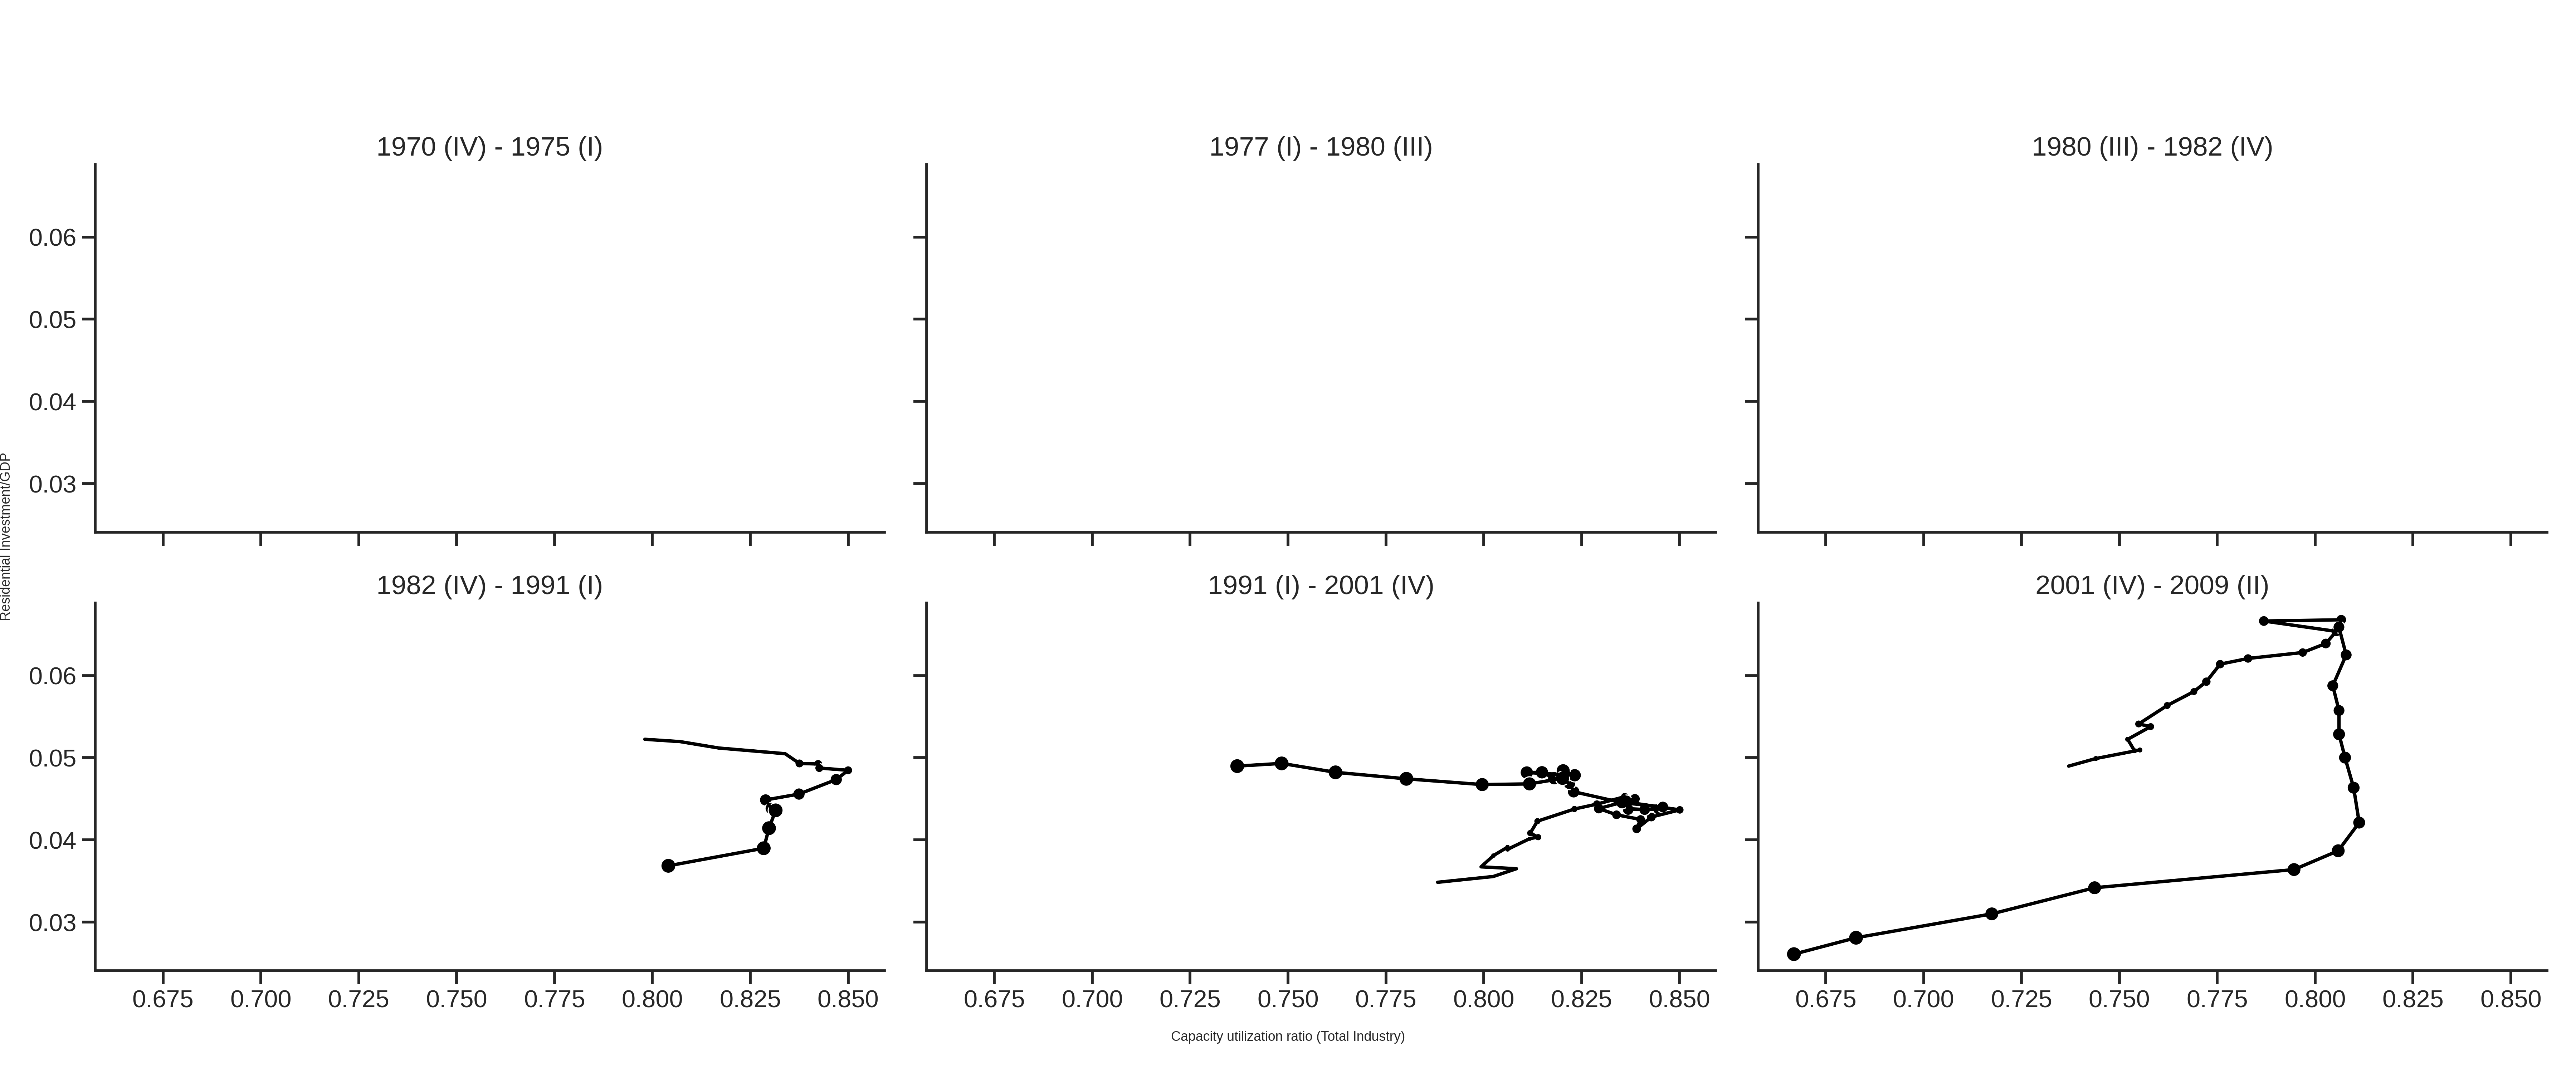 1970 (IV) - 1975 (I)
1977 (I) - 1980 (III)
1980 (III) - 1982 (IV)
0.06
0.05
0.04
0.03
Residential Investment/GDP
1982 (IV) - 1991 (I)
1991 (I) - 2001 (IV)
2001 (IV) - 2009 (II)
0.06
0.05
0.04
0.03
0.675 0.700 0.725 0.750 0.775 0.800 0.825 0.850
0.675 0.700 0.725 0.750 0.775 0.800 0.825 0.850
0.675 0.700 0.725 0.750 0.775 0.800 0.825 0.850
Capacity utilization ratio (Total Industry)